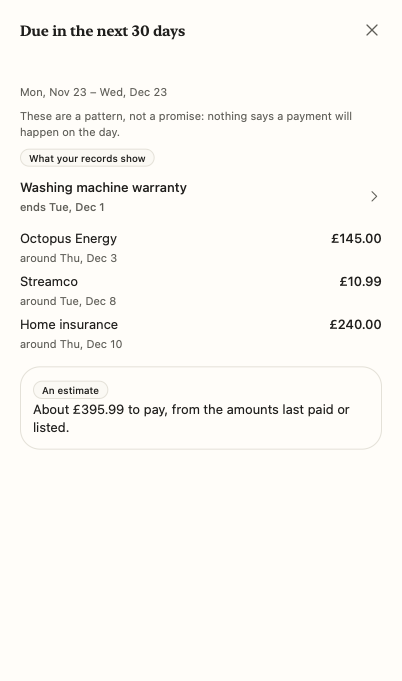 Due in the next 30 days
Mon, Nov 23 – Wed, Dec 23
These are a pattern, not a promise: nothing says a payment will
happen on the day.
What your records show
Washing machine warranty
ends Tue, Dec 1
Octopus Energy £145.00
around Thu, Dec 3
Streamco £10.99
around Tue, Dec 8
Home insurance £240.00
around Thu, Dec 10
An estimate
About £395.99 to pay, from the amounts last paid or
listed.